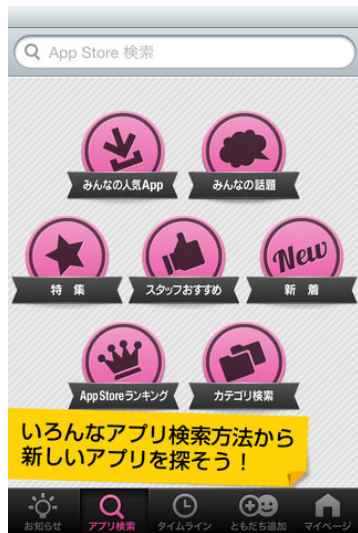 App Store 検索
みんなの人気App
みんなの話題
特 集
スタッフおすすめ
New
新 着
App Storeランキング
カテゴリ検索
いろんなアプリ検索方法から
新しいアプリを探そう！
お知らせ
アプリ検索
タイムライン
ともだち追加
マイページ